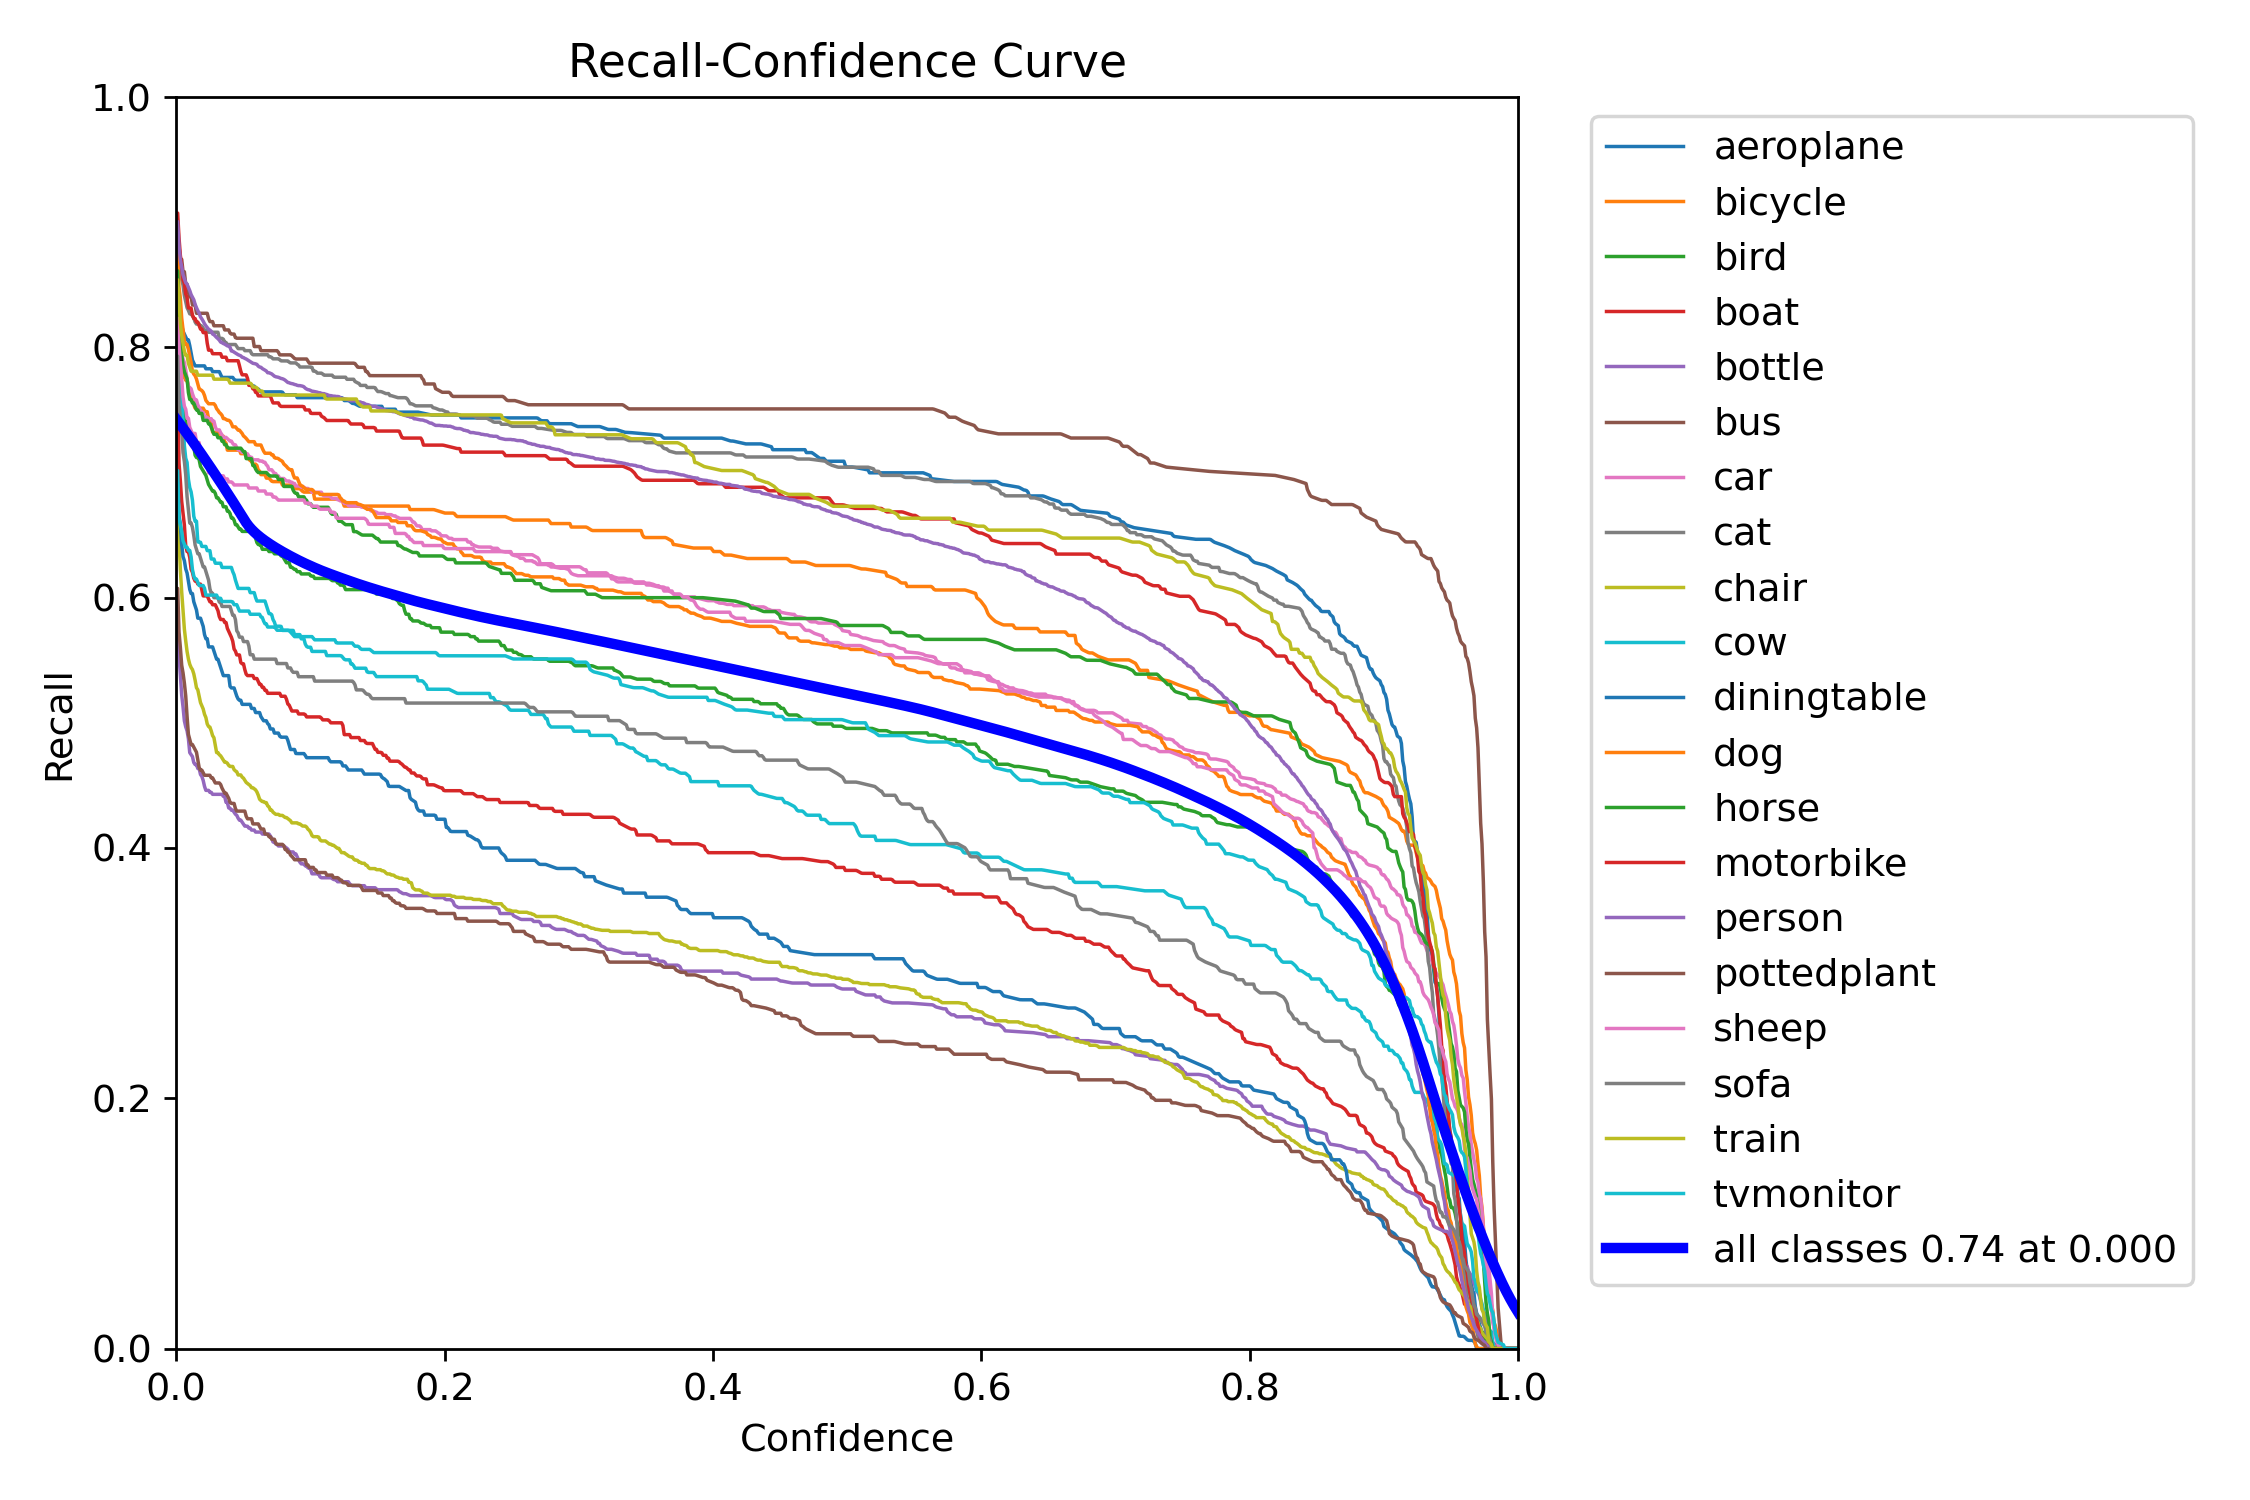 Recall-Confidence Curve
1.0
0.8
0.6
0.4
0.2
0.0
Recall
0.0 0.2 0.4 0.6 0.8 1.0
Confidence
aeroplane
bicycle
bird
boat
bottle
bus
car
cat
chair
cow
diningtable
dog
horse
motorbike
person
pottedplant
sheep
sofa
train
tvmonitor
all classes 0.74 at 0.000